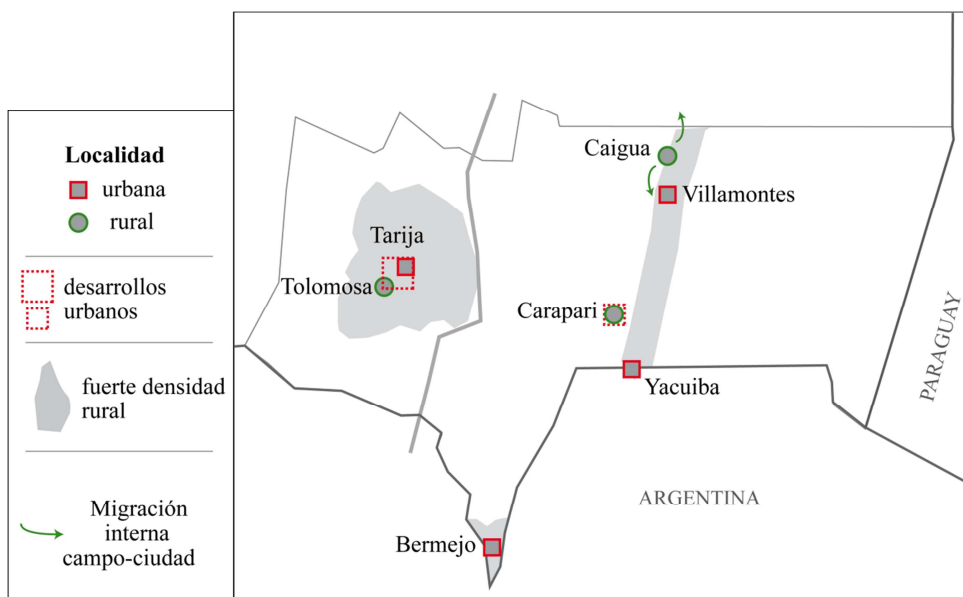 Localidad
urbana
rural
desarrollos
urbanos
fuerte densidad
rural
Migración
interna
campo-ciudad
Caigua
Villamontes
Tarija
Tolomosa
Carapari
Yacuiba
PARAGUAY
ARGENTINA
Bermejo